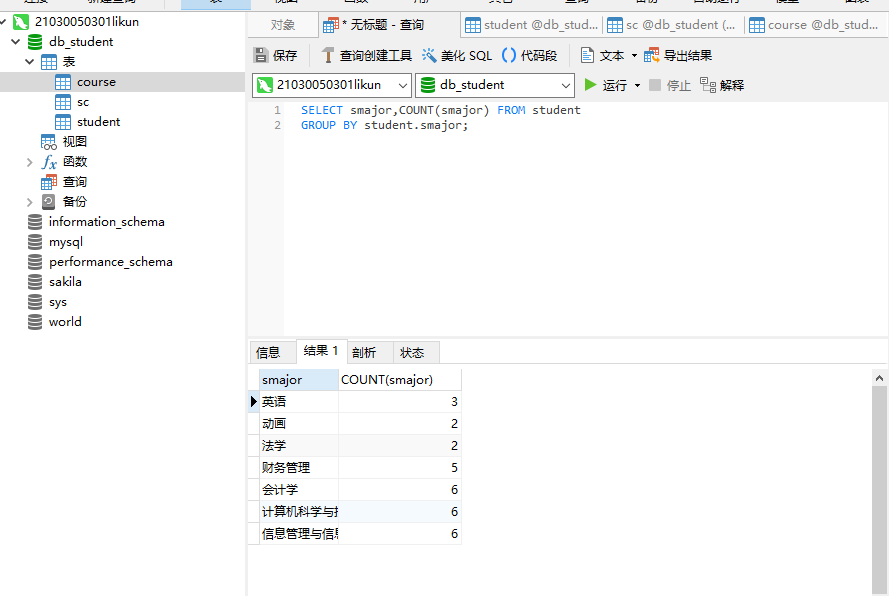 21030050301likun
db_student
表
course
sc
student
视图
函数
查询
备份
information_schema
mysql
performance_schema
sakila
sys
world
对象
* 无标题 - 查询
student @db_stud...
sc @db_student (...
course @db_stud...
保存
查询创建工具
美化 SQL
代码段
文本
导出结果
21030050301likun
db_student
运行
停止
解释
1 SELECT smajor,COUNT(smajor) FROM student
2 GROUP BY student.smajor;
信息
结果 1
剖析
状态
smajor COUNT(smajor)
英语 3
动画 2
法学 2
财务管理 5
会计学 6
计算机科学与 6
信息管理与信 6